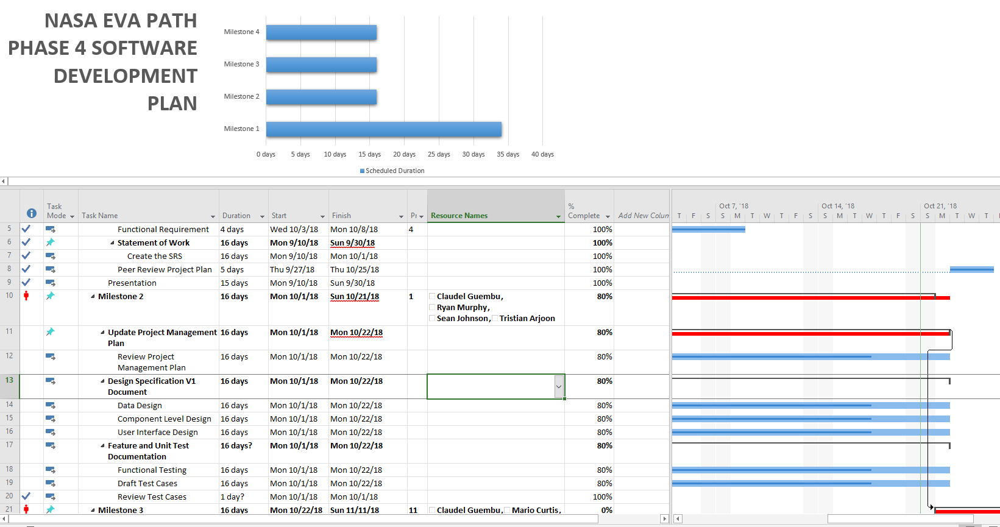 NASA EVA PATH
PHASE 4 SOFTWARE
DEVELOPMENT
PLAN
Milestone 4
Milestone 3
Milestone 2
Milestone 1
0 days 5 days 10 days 15 days 20 days 25 days 30 days 35 days 40 days
Scheduled Duration
Task Mode Task Name Duration Start Finish Pr Resource Names % Complete Add New Colum
Oct 7, '18 Oct 14, '18 Oct 21, '18
T F S S M T W T F S S M T W T F S S M T W T
5 Functional Requirement 4 days Wed 10/3/18 Mon 10/8/18 4 100%
6 Statement of Work 16 days Mon 9/10/18 Sun 9/30/18 100%
7 Create the SRS 16 days Mon 9/10/18 Mon 10/1/18 100%
8 Peer Review Project Plan 5 days Thu 9/27/18 Thu 10/25/18 100%
9 Presentation 15 days Mon 9/10/18 Sun 9/30/18 100%
10 Milestone 2 16 days Mon 10/1/18 Sun 10/21/18 1 Claudel Guembu, 80%
Ryan Murphy,
Sean Johnson, Tristian Arjoon
11 Update Project Management 16 days Mon 10/1/18 Mon 10/22/18 80%
Plan
12 Review Project 16 days Mon 10/1/18 Mon 10/22/18 80%
Management Plan
13 Design Specification V1 16 days Mon 10/1/18 Mon 10/22/18 80%
Document
14 Data Design 16 days Mon 10/1/18 Mon 10/22/18 80%
15 Component Level Design 16 days Mon 10/1/18 Mon 10/22/18 80%
16 User Interface Design 16 days Mon 10/1/18 Mon 10/22/18 80%
17 Feature and Unit Test 16 days? Mon 10/1/18 Mon 10/22/18 80%
Documentation
18 Functional Testing 16 days Mon 10/1/18 Mon 10/22/18 80%
19 Draft Test Cases 16 days Mon 10/1/18 Mon 10/22/18 80%
20 Review Test Cases 1 day? Mon 10/1/18 Mon 10/1/18 100%
21 Milestone 3 16 days Mon 10/22/18 Sun 11/11/18 11 Claudel Guembu, Mario Curtis, 0%